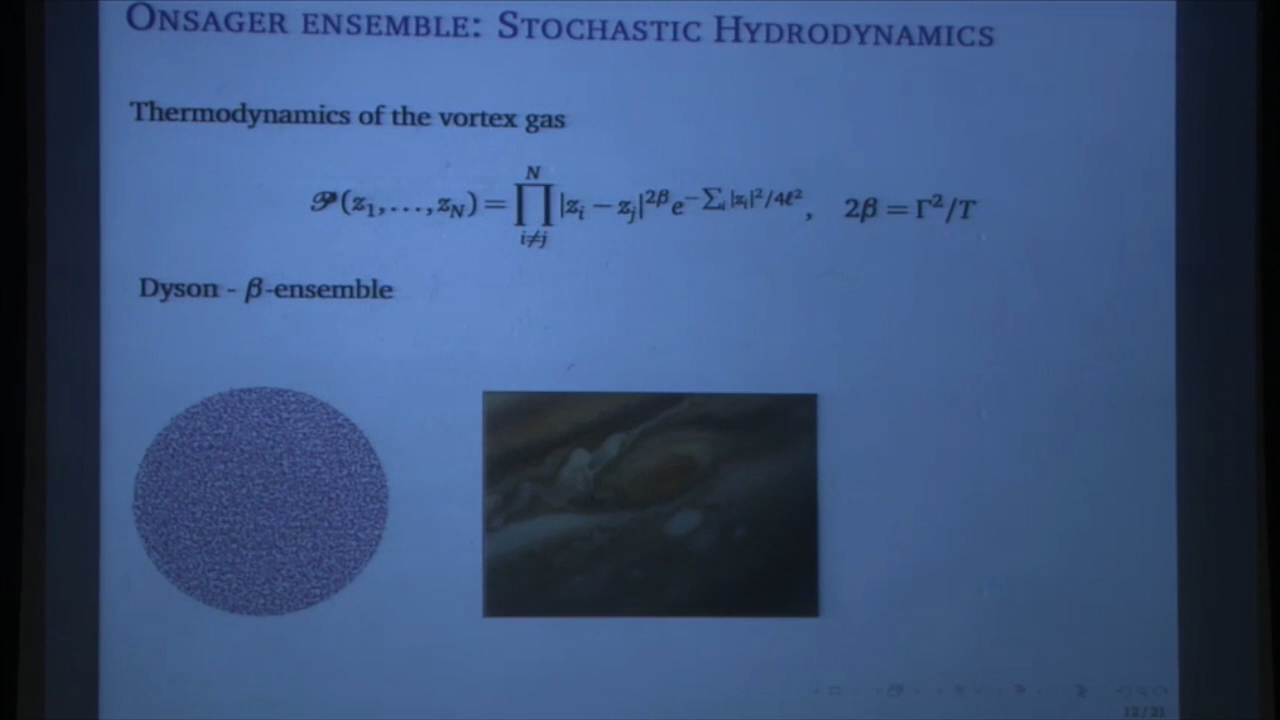 ONSAGER ENSEMBLE: STOCHASTIC HYDRODYNAMICS
Thermodynamics of the vortex gas
𝒫(z₁,...,z_N) = ∏_{i≠j}^{N} |z_i − z_j|^{2β} e^{−∑_i |z_i|²/4ℓ²}, 2β = Γ²/T
Dyson - β-ensemble
12/21